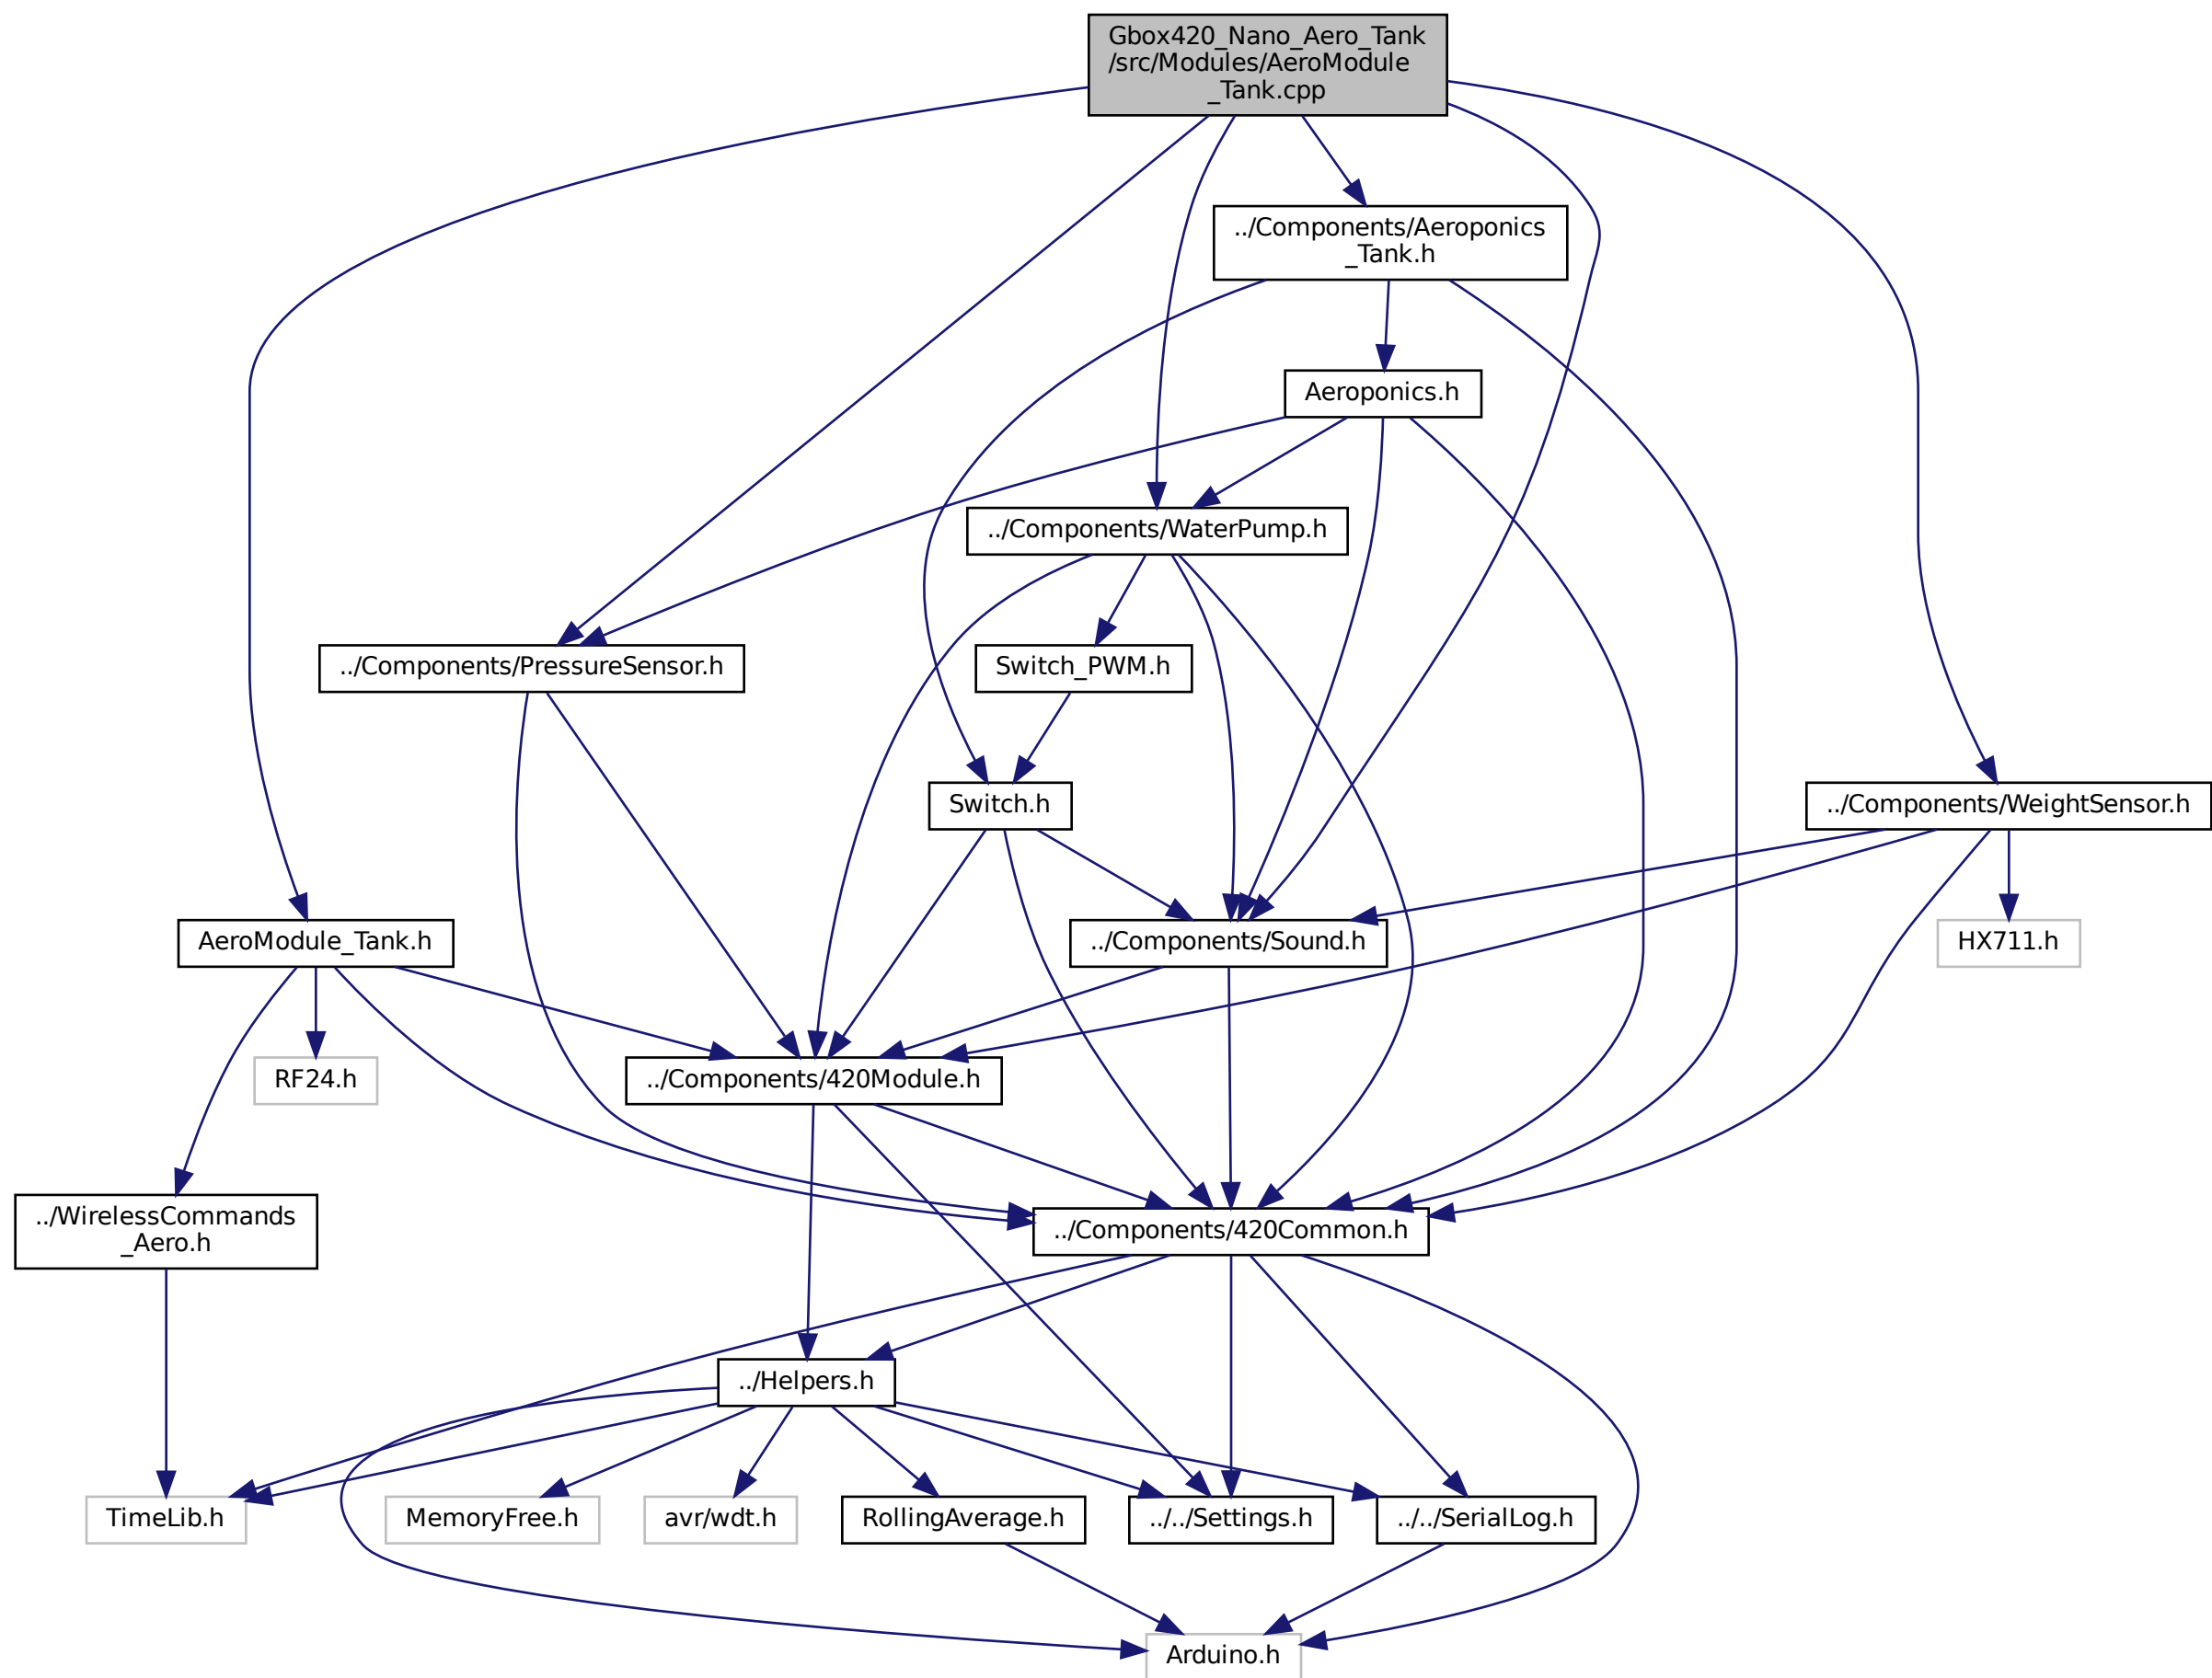 Gbox420_Nano_Aero_Tank
/src/Modules/AeroModule
_Tank.cpp
../Components/Aeroponics
_Tank.h
Aeroponics.h
../Components/WaterPump.h
../Components/PressureSensor.h
Switch_PWM.h
Switch.h
../Components/WeightSensor.h
AeroModule_Tank.h
../Components/Sound.h
HX711.h
RF24.h
../Components/420Module.h
../WirelessCommands
_Aero.h
../Components/420Common.h
../Helpers.h
TimeLib.h
MemoryFree.h
avr/wdt.h
RollingAverage.h
../../Settings.h
../../SerialLog.h
Arduino.h